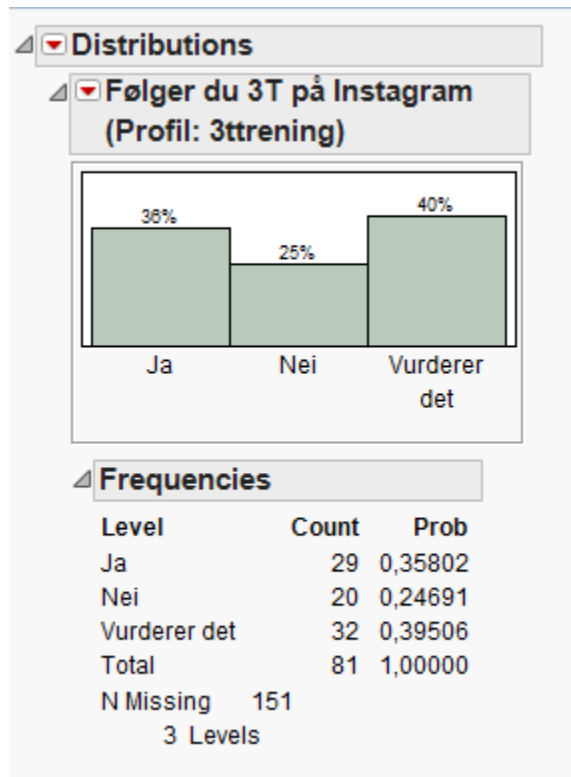 Distributions
Følger du 3T på Instagram
(Profil: 3ttrening)
36%
25%
40%
Ja
Nei
Vurderer
det
Frequencies
Level Count Prob
Ja 29 0,35802
Nei 20 0,24691
Vurderer det 32 0,39506
Total 81 1,00000
N Missing 151
3 Levels